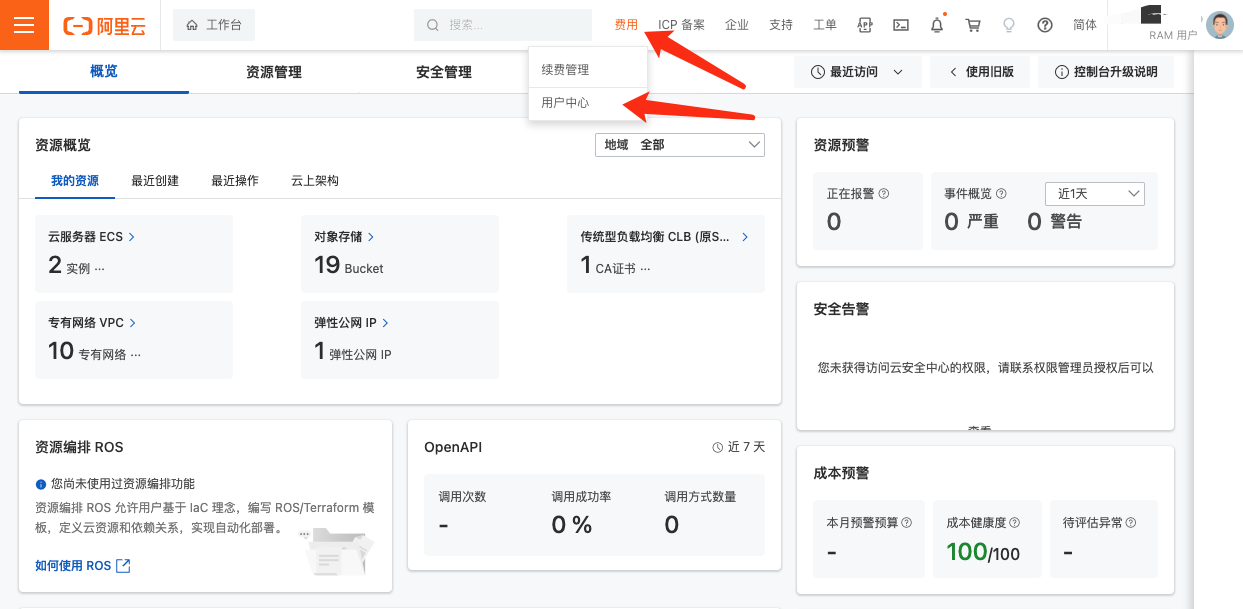 阿里云
工作台
搜索...
费用
ICP 备案
企业
支持
工单
简体
RAM 用户
续费管理
用户中心
概览
资源管理
安全管理
最近访问
使用旧版
控制台升级说明
资源概览
地域 全部
我的资源
最近创建
最近操作
云上架构
云服务器 ECS
2 实例 ...
对象存储
19 Bucket
传统型负载均衡 CLB (原S...
1 CA证书 ...
专有网络 VPC
10 专有网络 ...
弹性公网 IP
1 弹性公网 IP
资源预警
正在报警
0
事件概览
近1天
0 严重
0 警告
安全告警
您未获得访问云安全中心的权限，请联系权限管理员授权后可以
资源编排 ROS
您尚未使用过资源编排功能
资源编排 ROS 允许用户基于 IaC 理念，编写 ROS/Terraform 模
板，定义云资源和依赖关系，实现自动化部署。
如何使用 ROS
OpenAPI
近 7 天
调用次数
-
调用成功率
0 %
调用方式数量
0
成本预警
本月预警预算
-
成本健康度
100/100
待评估异常
-